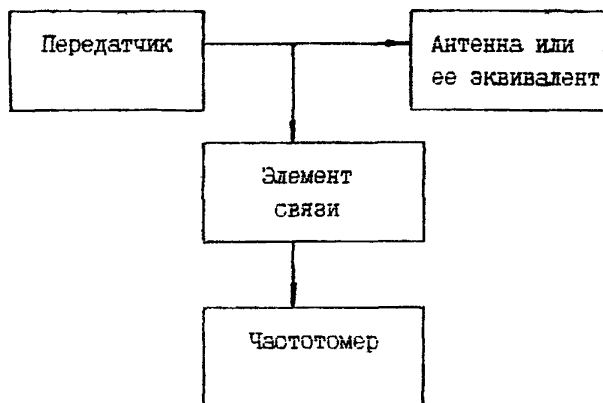 Передатчик
Антенна или
ее эквивалент
Элемент
связи
Частотомер